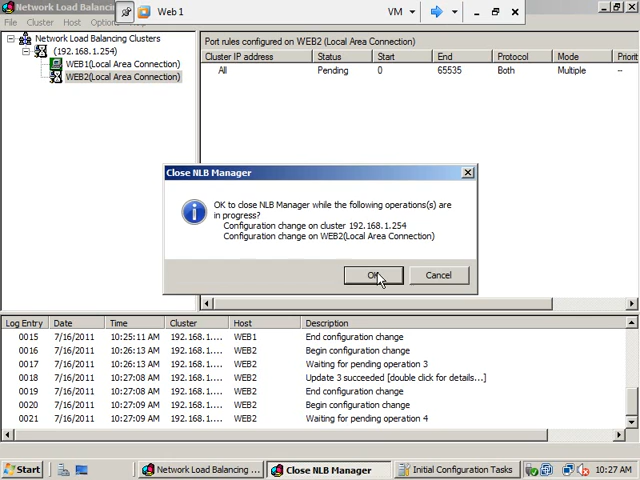 Network Load Balancing Clusters
Web 1
VM
File Cluster Host Options
Network Load Balancing Clusters
(192.168.1.254)
WEB1(Local Area Connection)
WEB2(Local Area Connection)
Port rules configured on WEB2 (Local Area Connection)
Cluster IP address Status Start End Protocol Mode
All Pending 0 65535 Both Multiple --
Close NLB Manager
OK to close NLB Manager while the following operations(s) are
in progress?
Configuration change on cluster 192.168.1.254
Configuration change on WEB2(Local Area Connection)
OK Cancel
Log Entry Date Time Cluster Host Description
0015 7/16/2011 10:25:11 AM 192.168.1.... WEB1 End configuration change
0016 7/16/2011 10:26:13 AM 192.168.1.... WEB2 Begin configuration change
0017 7/16/2011 10:26:13 AM 192.168.1.... WEB2 Waiting for pending operation 3
0018 7/16/2011 10:27:08 AM 192.168.1.... WEB2 Update 3 succeeded [double click for details...]
0019 7/16/2011 10:27:08 AM 192.168.1.... WEB2 End configuration change
0020 7/16/2011 10:27:09 AM 192.168.1.... WEB2 Begin configuration change
0021 7/16/2011 10:27:09 AM 192.168.1.... WEB2 Waiting for pending operation 4
Start Network Load Balancing ... Close NLB Manager Initial Configuration Tasks 10:27 AM